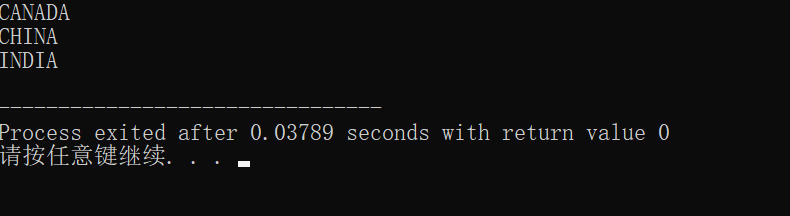 CANADA
CHINA
INDIA
--------------------------------
Process exited after 0.03789 seconds with return value 0
请按任意键继续. . .